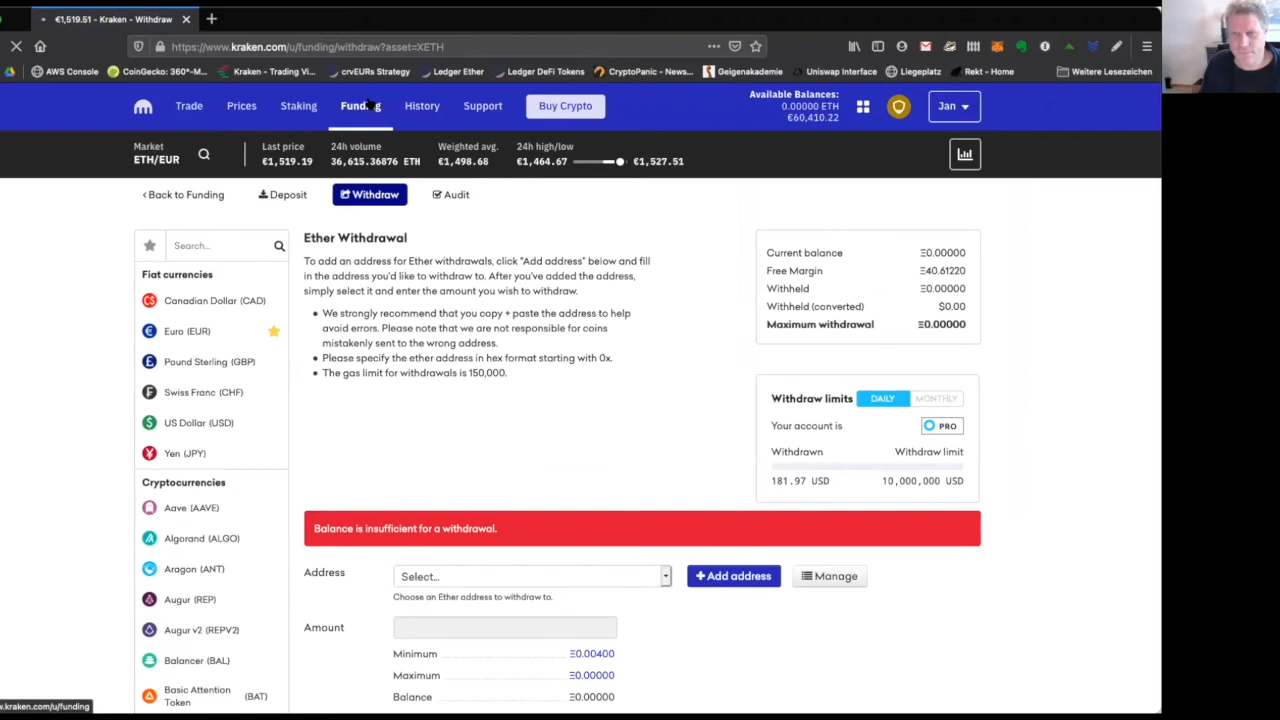 €1,519.51 - Kraken - Withdraw
https://www.kraken.com/u/funding/withdraw?asset=XETH
AWS Console CoinGecko: 360°-M... Kraken - Trading Vi... crvEURs Strategy Ledger Ether Ledger DeFi Tokens CryptoPanic - News... Geigenakademie Uniswap Interface Liegeplatz Rekt - Home Weitere Lesezeichen
Trade Prices Staking Funding History Support Buy Crypto
Available Balances:
0.00000 ETH
€60,410.22
Jan
Market
ETH/EUR
Last price
€1,519.19
24h volume
36,615.36876 ETH
Weighted avg.
€1,498.68
24h high/low
€1,464.67 €1,527.51
Back to Funding Deposit Withdraw Audit
Search...
Fiat currencies
Canadian Dollar (CAD)
Euro (EUR)
Pound Sterling (GBP)
Swiss Franc (CHF)
US Dollar (USD)
Yen (JPY)
Cryptocurrencies
Aave (AAVE)
Algorand (ALGO)
Aragon (ANT)
Augur (REP)
Augur v2 (REPV2)
Balancer (BAL)
Basic Attention
Token (BAT)
Ether Withdrawal
To add an address for Ether withdrawals, click "Add address" below and fill
in the address you'd like to withdraw to. After you've added the address,
simply select it and enter the amount you wish to withdraw.
We strongly recommend that you copy + paste the address to help
avoid errors. Please note that we are not responsible for coins
mistakenly sent to the wrong address.
Please specify the ether address in hex format starting with 0x.
The gas limit for withdrawals is 150,000.
Current balance Ξ0.00000
Free Margin Ξ40.61220
Withheld Ξ0.00000
Withheld (converted) $0.00
Maximum withdrawal Ξ0.00000
Withdraw limits DAILY MONTHLY
Your account is PRO
Withdrawn Withdraw limit
181.97 USD 10,000,000 USD
Balance is insufficient for a withdrawal.
Address Select... Add address Manage
Choose an Ether address to withdraw to.
Amount
Minimum Ξ0.00400
Maximum Ξ0.00000
Balance Ξ0.00000
w.kraken.com/u/funding